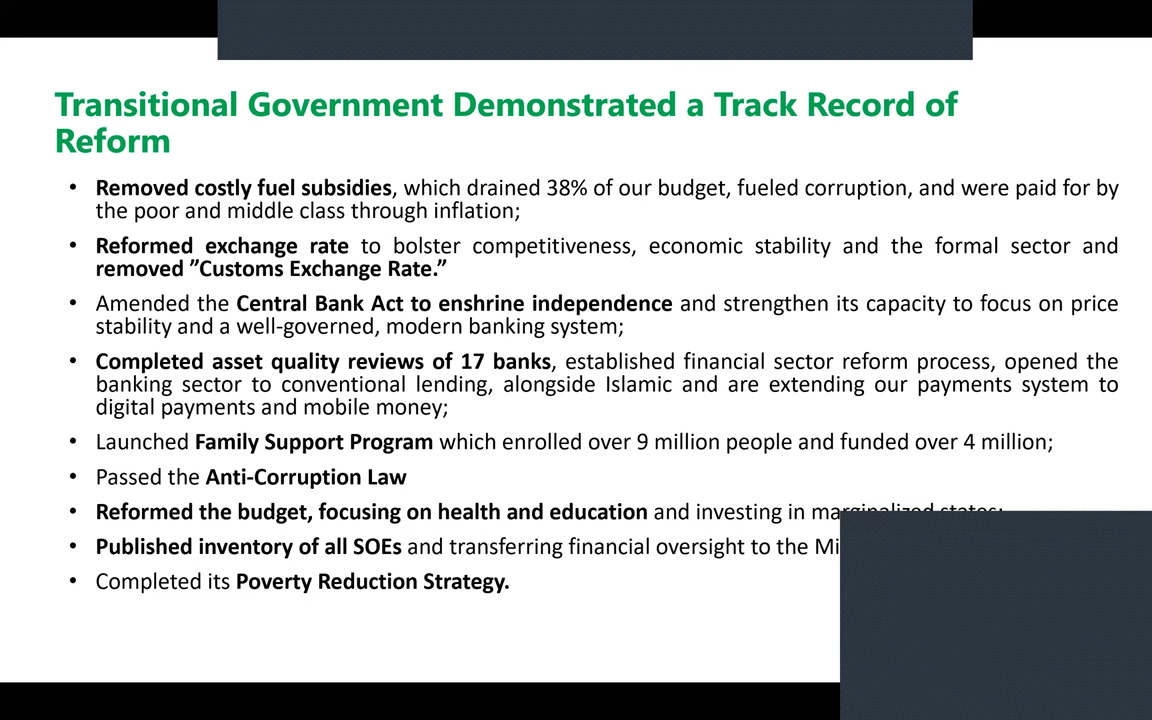 Transitional Government Demonstrated a Track Record of
Reform
• Removed costly fuel subsidies, which drained 38% of our budget, fueled corruption, and were paid for by
the poor and middle class through inflation;
• Reformed exchange rate to bolster competitiveness, economic stability and the formal sector and
removed ”Customs Exchange Rate.”
• Amended the Central Bank Act to enshrine independence and strengthen its capacity to focus on price
stability and a well-governed, modern banking system;
• Completed asset quality reviews of 17 banks, established financial sector reform process, opened the
banking sector to conventional lending, alongside Islamic and are extending our payments system to
digital payments and mobile money;
• Launched Family Support Program which enrolled over 9 million people and funded over 4 million;
• Passed the Anti-Corruption Law
• Reformed the budget, focusing on health and education and investing in marginalized states;
• Published inventory of all SOEs and transferring financial oversight to the
• Completed its Poverty Reduction Strategy.